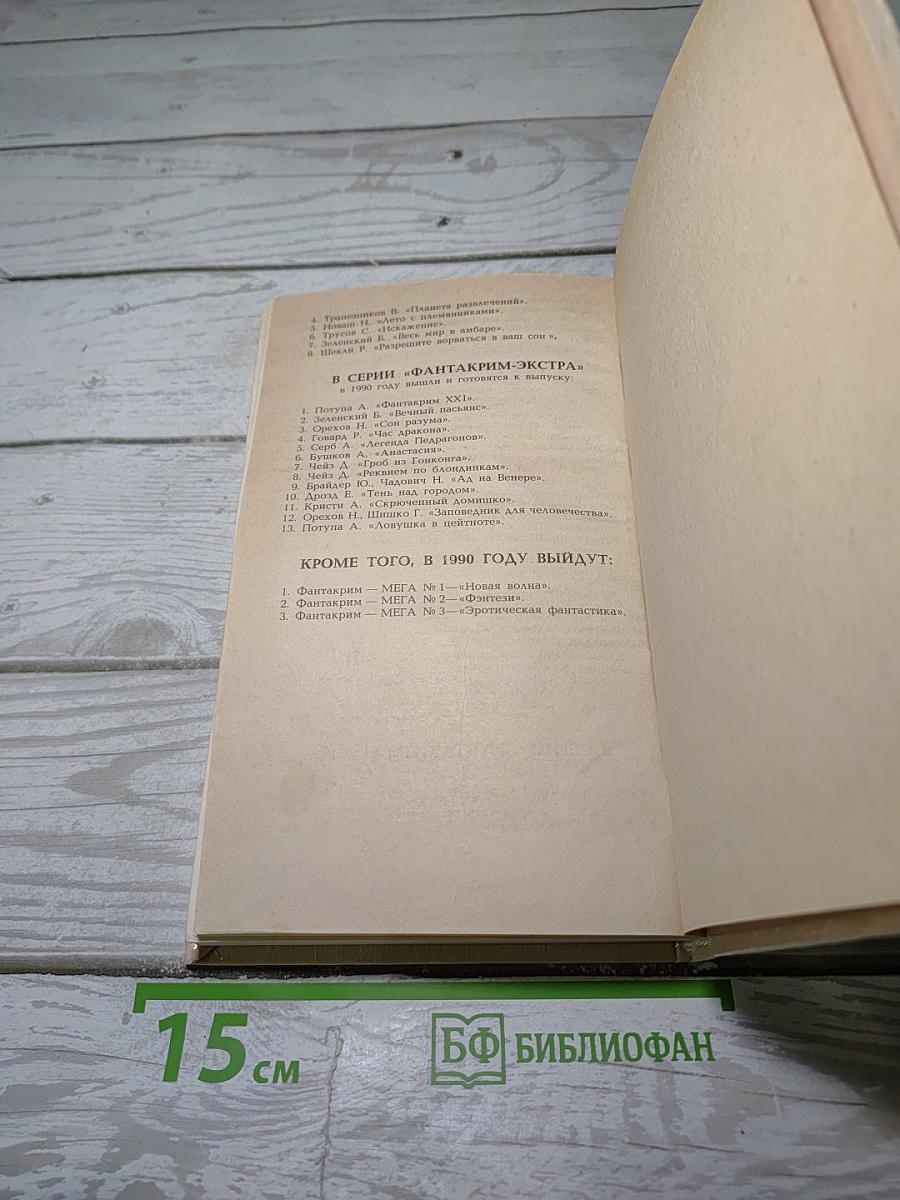 4. Трапезников В. «Планета развлечений».
5. Новаш Н. «Лето с племянниками».
6. Трусов С. «Искажение».
7. Зеленский Б. «Весь мир в амбаре».
8. Шекли Р. «Разрешите ворваться в ваш сон».
В СЕРИИ «ФАНТАКРИМ-ЭКСТРА»
в 1990 году вышли и готовятся к выпуску:
1. Потупа А. «Фантакрим XXI».
2. Зеленский Б. «Вечный пасьянс».
3. Орехов Н. «Сон разума».
4. Говард Р. «Час дракона».
5. Серб А. «Легенда Педрагонов».
6. Бушков А. «Анастасия».
7. Чейз Д. «Гроб из Гонконга».
8. Чейз Д. «Реквием по блондинкам».
9. Брайдер Ю., Чадович Н. «Ад на Венере».
10. Дрозд Е. «Тень над городом».
11. Кристи А. «Скрюченный домишко».
12. Орехов Н., Шишко Г. «Заповедник для человечества».
13. Потупа А. «Ловушка в цейтноте».
КРОМЕ ТОГО, В 1990 ГОДУ ВЫЙДУТ:
1. Фантакрим — МЕГА № 1—«Новая волна».
2. Фантакрим — МЕГА № 2—«Фэнтези».
3. Фантакрим — МЕГА № 3—«Эротическая фантастика».
15 см БФ БИБЛИОФАН